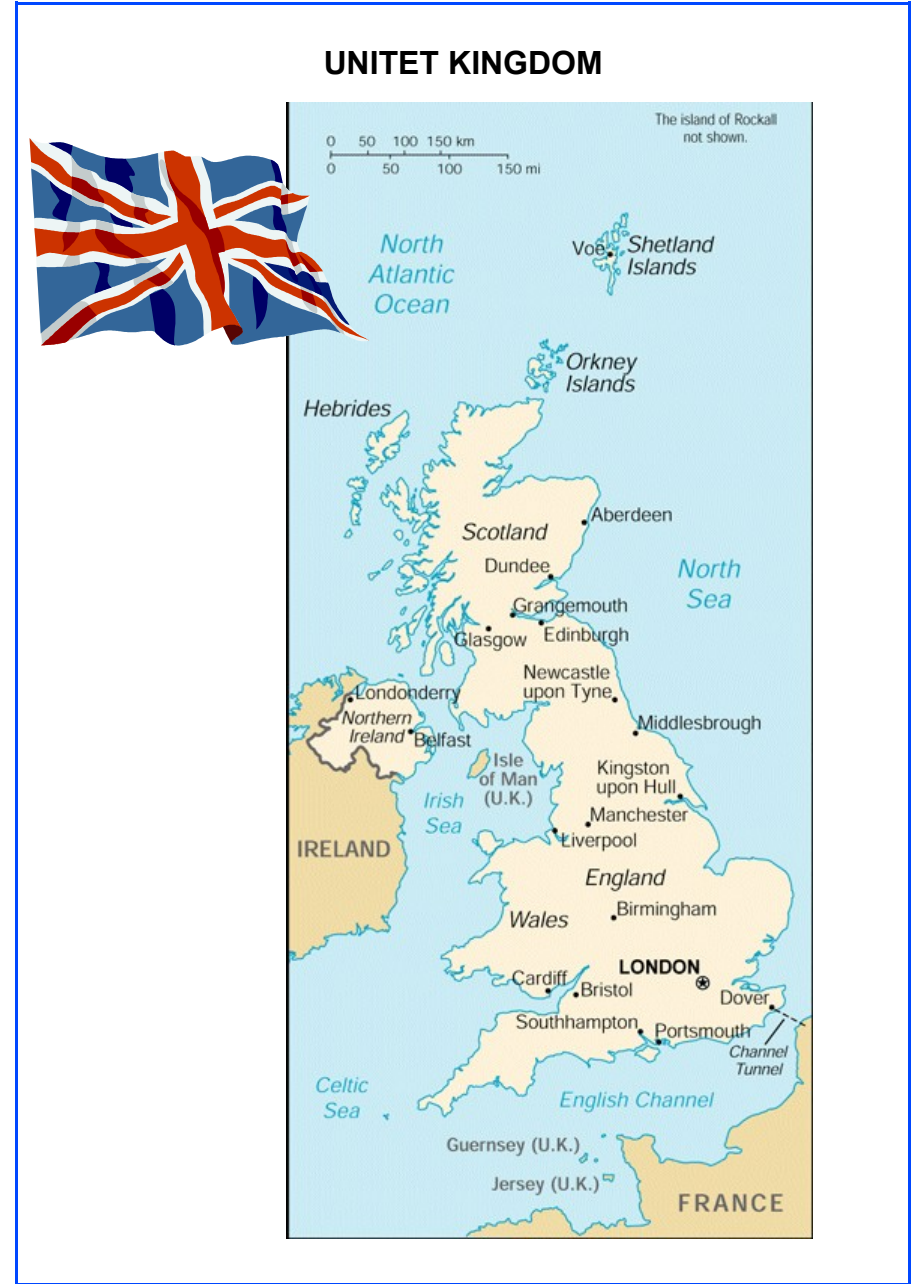 UNITET KINGDOM
The island of Rockall
not shown.
0 50 100 150 km
0 50 100 150 mi
North
Atlantic
Ocean
Voe
Shetland
Islands
Orkney
Islands
Hebrides
Aberdeen
Scotland
Dundee
North
Sea
Grangemouth
Glasgow
Edinburgh
Newcastle
upon Tyne
Londonderry
Northern
Ireland
Belfast
Middlesbrough
Isle
of Man
(U.K.)
Kingston
upon Hull
Irish
Sea
Manchester
Liverpool
IRELAND
England
Birmingham
Wales
LONDON
Cardiff
Bristol
Dover
Southhampton
Portsmouth
Channel
Tunnel
Celtic
Sea
English Channel
Guernsey (U.K.)
Jersey (U.K.)
FRANCE